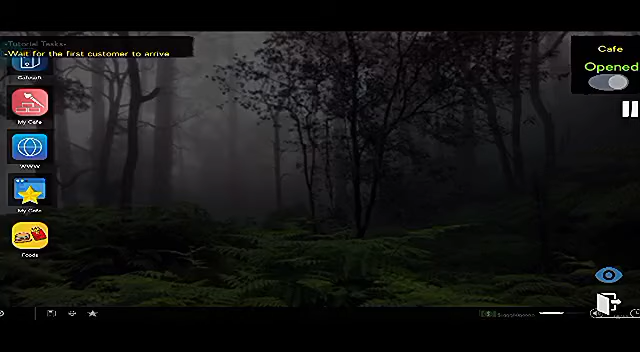 -Tutorial Tasks-
-Wait for the first customer to arrive
Cafe
Opened
My Cafe
WWW
My Cafe
Foods